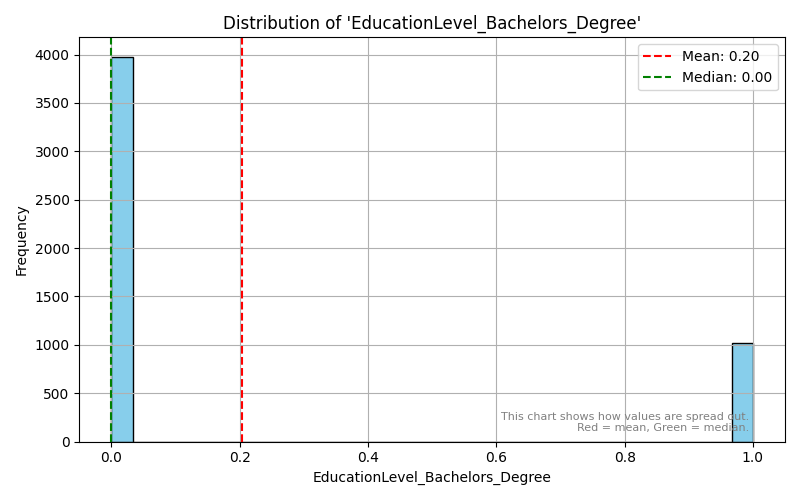 Distribution of 'EducationLevel_Bachelors_Degree'
Mean: 0.20
Median: 0.00
Frequency
4000
3500
3000
2500
2000
1500
1000
500
0
This chart shows how values are spread out.
Red = mean, Green = median.
0.0 0.2 0.4 0.6 0.8 1.0
EducationLevel_Bachelors_Degree